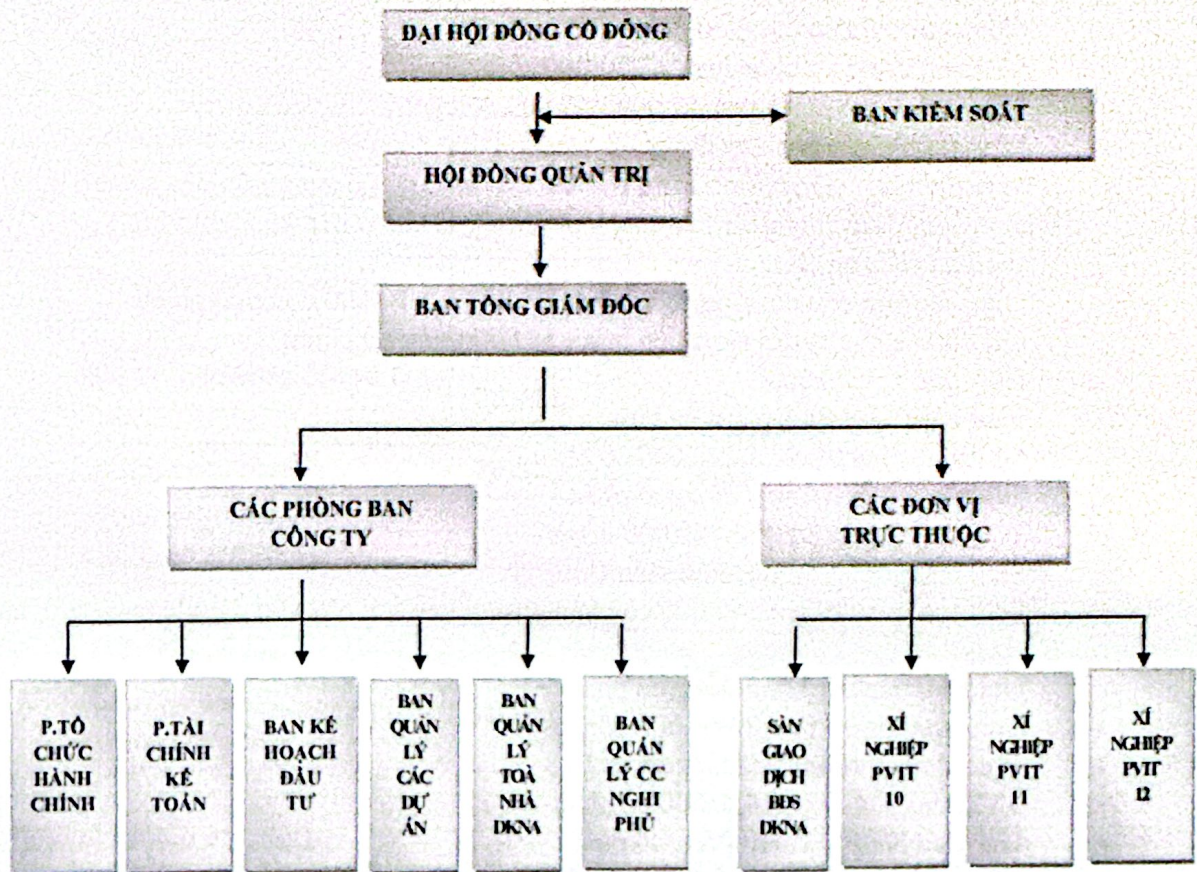 ĐẠI HỘI ĐỒNG CỔ ĐÔNG
BAN KIỂM SOÁT
HỘI ĐỒNG QUẢN TRỊ
BAN TỔNG GIÁM ĐỐC
CÁC PHÒNG BAN
CÔNG TY
CÁC ĐƠN VỊ
TRỰC THUỘC
P.TỔ
CHỨC
HÀNH
CHÍNH
P.TÀI
CHÍNH
KẾ
TOÁN
BAN KẾ
HOẠCH
ĐẦU
TƯ
BAN
QUẢN
LÝ
CÁC
DỰ
ÁN
BAN
QUẢN
LÝ
TOÀ
NHÀ
DKNA
BAN
QUẢN
LÝ CC
NGHI
PHÚ
SÀN
GIAO
DỊCH
BĐS
DKNA
XÍ
NGHIỆP
PVIT
10
XÍ
NGHIỆP
PVIT
11
XÍ
NGHIỆP
PVIT
12